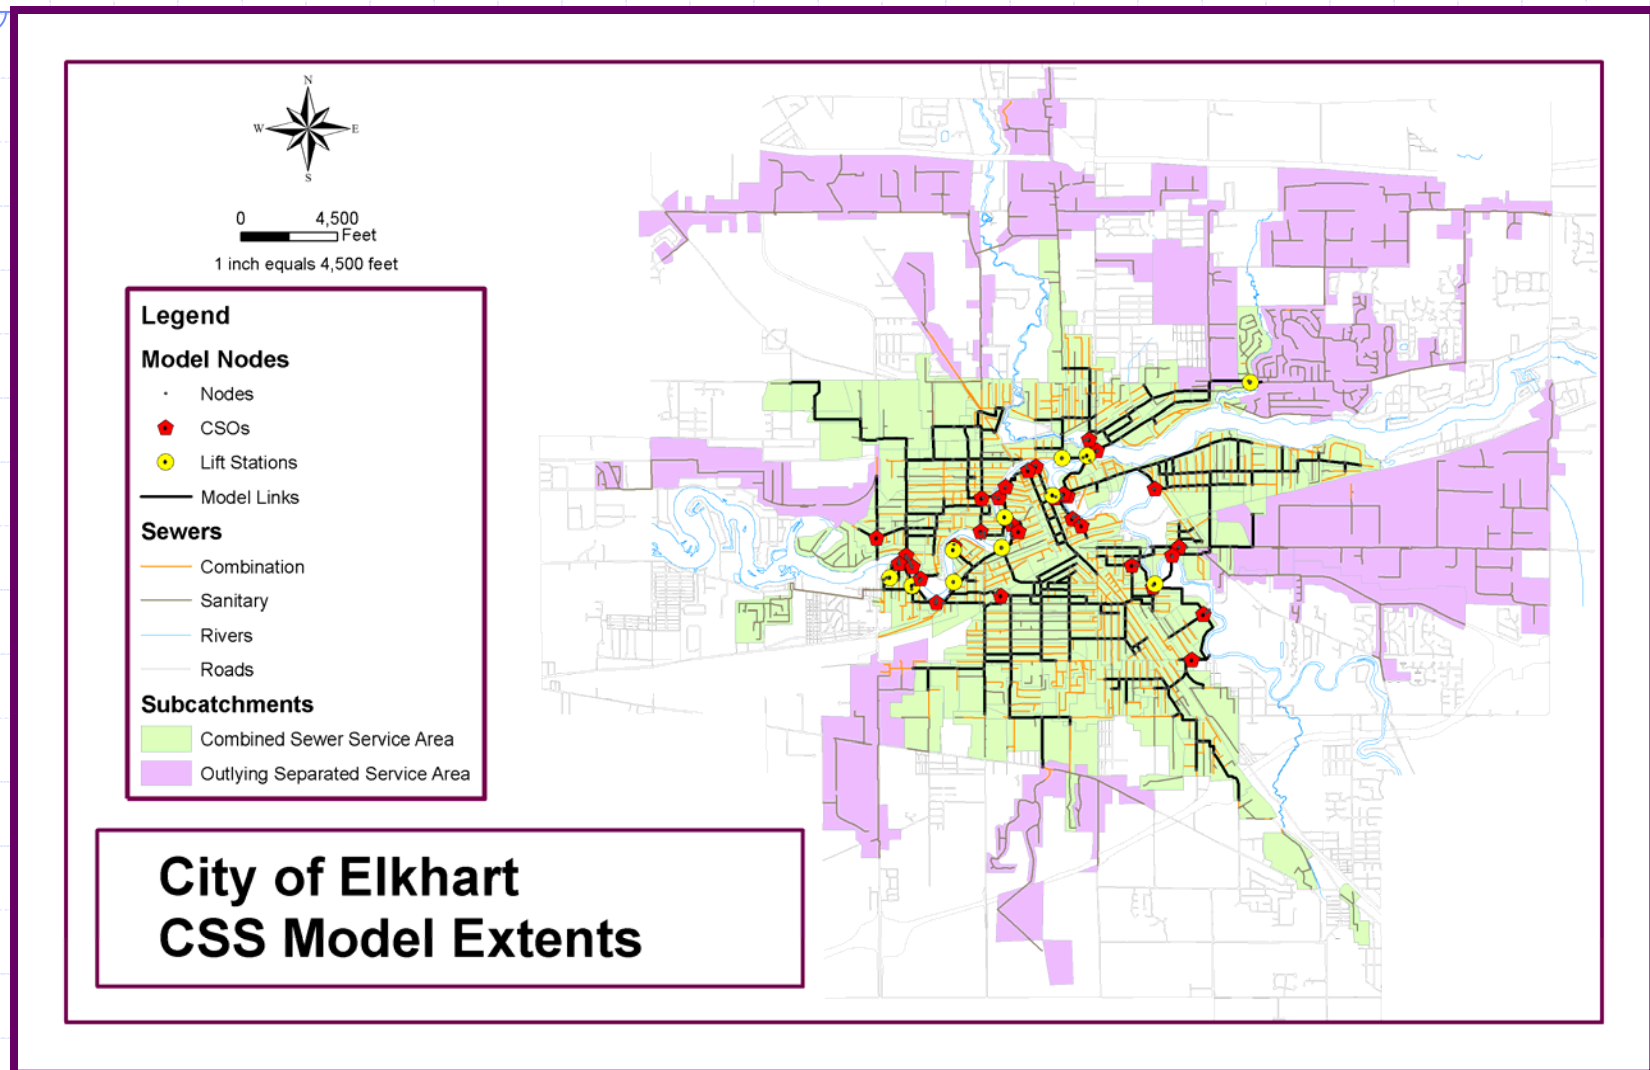 N
W E
S
0 4,500
Feet
1 inch equals 4,500 feet
Legend
Model Nodes
Nodes
CSOs
Lift Stations
Model Links
Sewers
Combination
Sanitary
Rivers
Roads
Subcatchments
Combined Sewer Service Area
Outlying Separated Service Area
City of Elkhart
CSS Model Extents